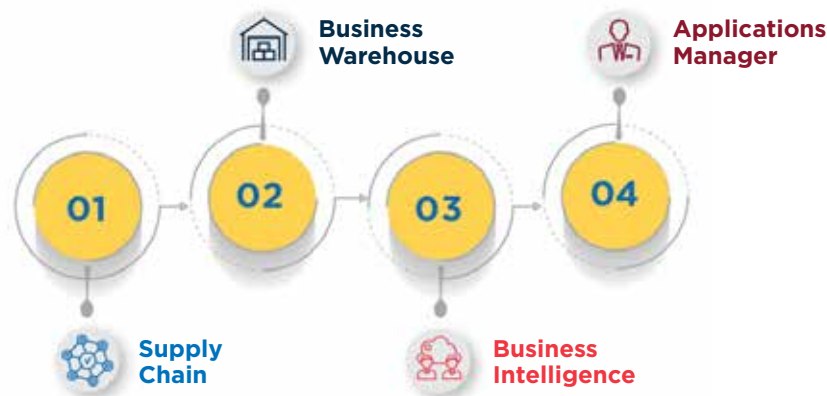 Business
Warehouse
Applications
Manager
01
02
03
04
Supply
Chain
Business
Intelligence